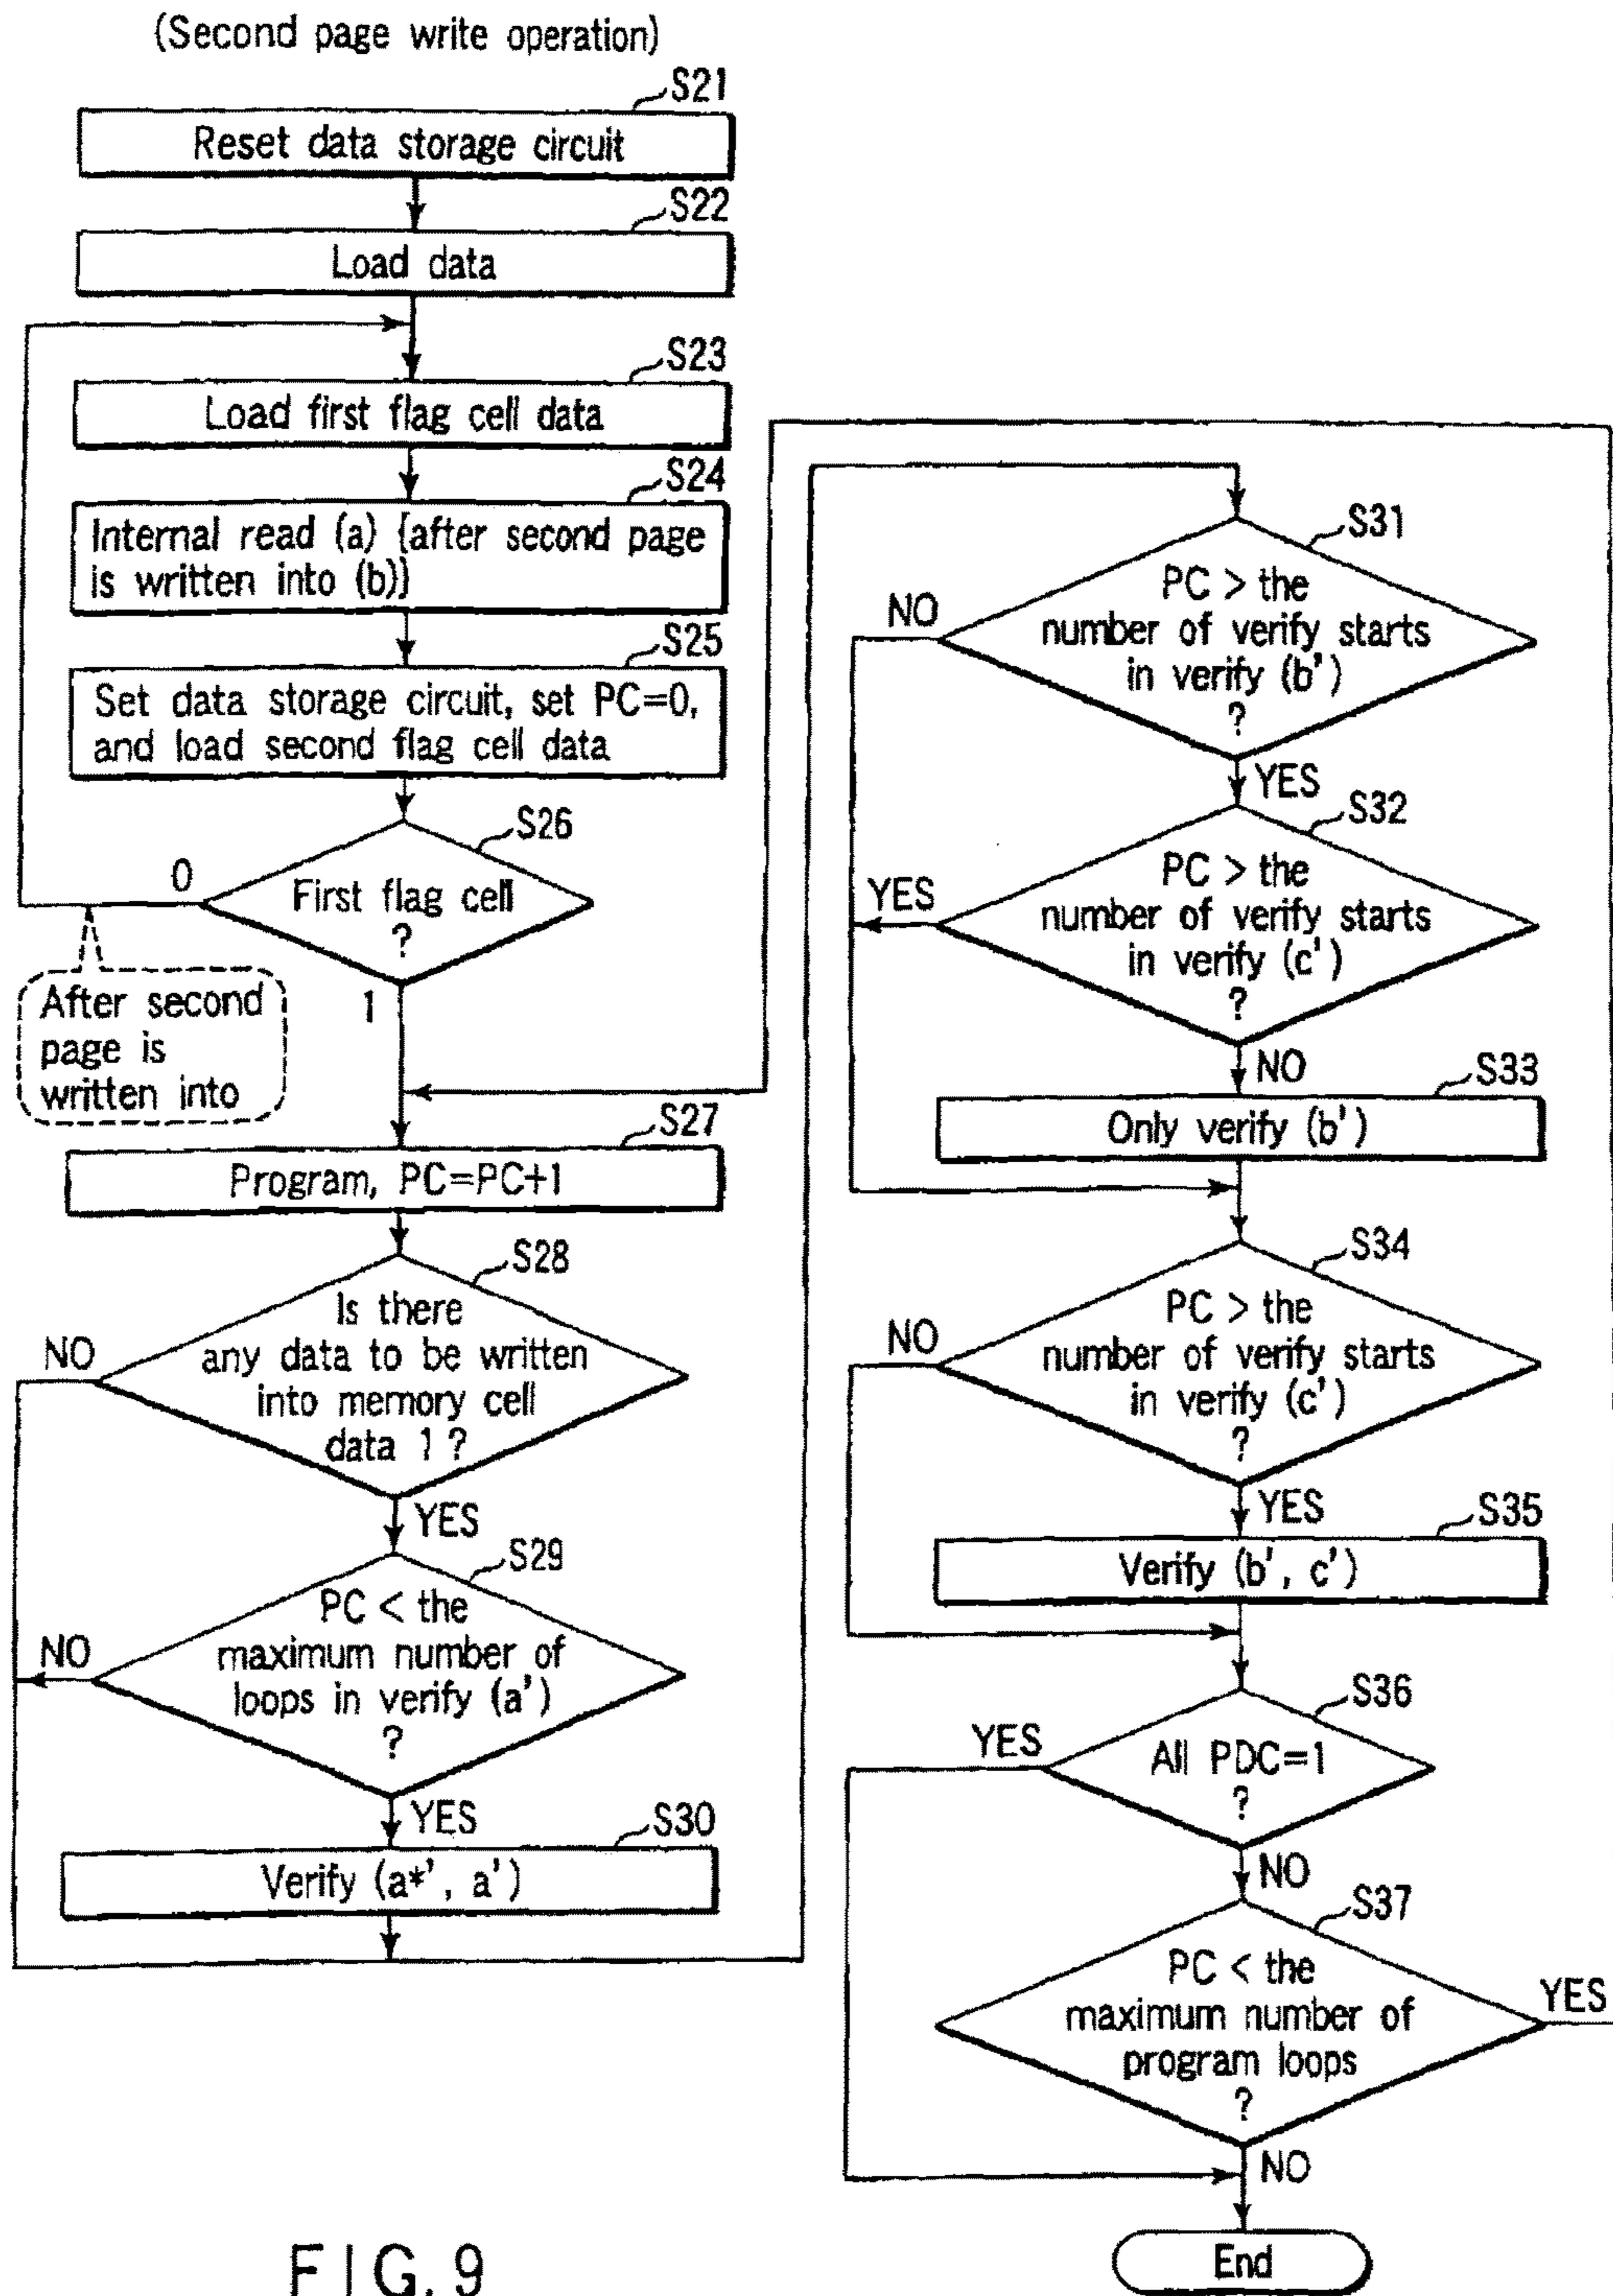 (Second page write operation)
S21
Reset data storage circuit
S22
Load data
S23
Load first flag cell data
S24
Internal read (a) {after second page
is written into (b)}
S25
Set data storage circuit, set PC=0,
and load second flag cell data
S26
0
First flag cell
?
1
After second
page is
written into
S27
Program, PC=PC+1
S28
Is there
any data to be written
into memory cell
data 1 ?
NO
YES
S29
PC < the
maximum number of
loops in verify (a')
?
NO
YES
S30
Verify (a*', a')
S31
PC > the
number of verify starts
in verify (b')
?
NO
YES
S32
PC > the
number of verify starts
in verify (c')
?
YES
NO
S33
Only verify (b')
S34
PC > the
number of verify starts
in verify (c')
?
NO
YES
S35
Verify (b', c')
S36
All PDC=1
?
YES
NO
S37
PC < the
maximum number of
program loops
?
YES
NO
End
FIG. 9